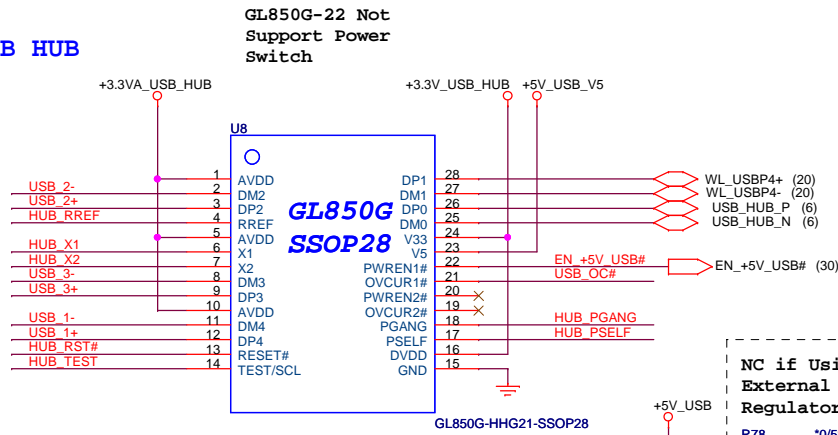 GL850G-22 Not
Support Power
Switch
B HUB
+3.3VA_USB_HUB
+3.3V_USB_HUB
+5V_USB_V5
U8
GL850G
SSOP28
USB_2-
USB_2+
HUB_RREF
HUB_X1
HUB_X2
USB_3-
USB_3+
USB_1-
USB_1+
HUB_RST#
HUB_TEST
1 AVDD
2 DM2
3 DP2
4 RREF
5 AVDD
6 X1
7 X2
8 DM3
9 DP3
10 AVDD
11 DM4
12 DP4
13 RESET#
14 TEST/SCL
DP1 28
DM1 27
DP0 26
DM0 25
V33 24
V5 23
PWREN1# 22
OVCUR1# 21
PWREN2# 20
OVCUR2# 19
PGANG 18
PSELF 17
DVDD 16
GND 15
WL_USBP4+ (20)
WL_USBP4- (20)
USB_HUB_P (6)
USB_HUB_N (6)
EN_+5V_USB#
EN_+5V_USB# (30)
USB_OC#
HUB_PGANG
HUB_PSELF
GL850G-HHG21-SSOP28
+5V_USB
NC if Usi
External
Regulator